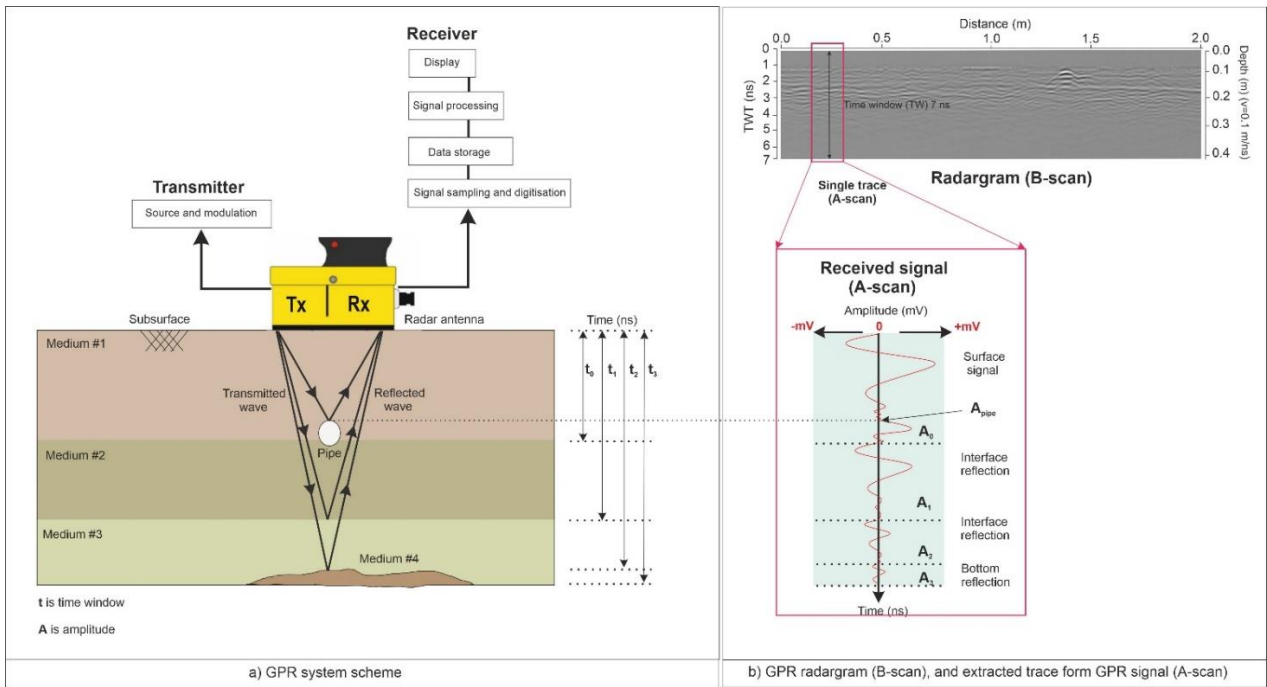 Receiver
Display
Signal processing
Data storage
Signal sampling and digitisation
Transmitter
Source and modulation
Tx
Rx
Subsurface
Radar antenna
Time (ns)
Medium #1
t0
t1
t2
t3
Transmitted
wave
Reflected
wave
Pipe
Medium #2
Medium #3
Medium #4
t is time window
A is amplitude
a) GPR system scheme
Distance (m)
0.0
0.5
1.0
1.5
2.0
TWT (ns)
0
1
2
3
4
5
6
7
Time window (TW) 7 ns
0.0
0.1
0.2
0.3
0.4
Depth (m) (v=0.1 m/ns)
Single trace
(A-scan)
Radargram (B-scan)
Received signal
(A-scan)
Amplitude (mV)
-mV
0
+mV
Surface
signal
Apipe
A0
Interface
reflection
A1
Interface
reflection
A2
Bottom
reflection
A3
Time (ns)
b) GPR radargram (B-scan), and extracted trace form GPR signal (A-scan)